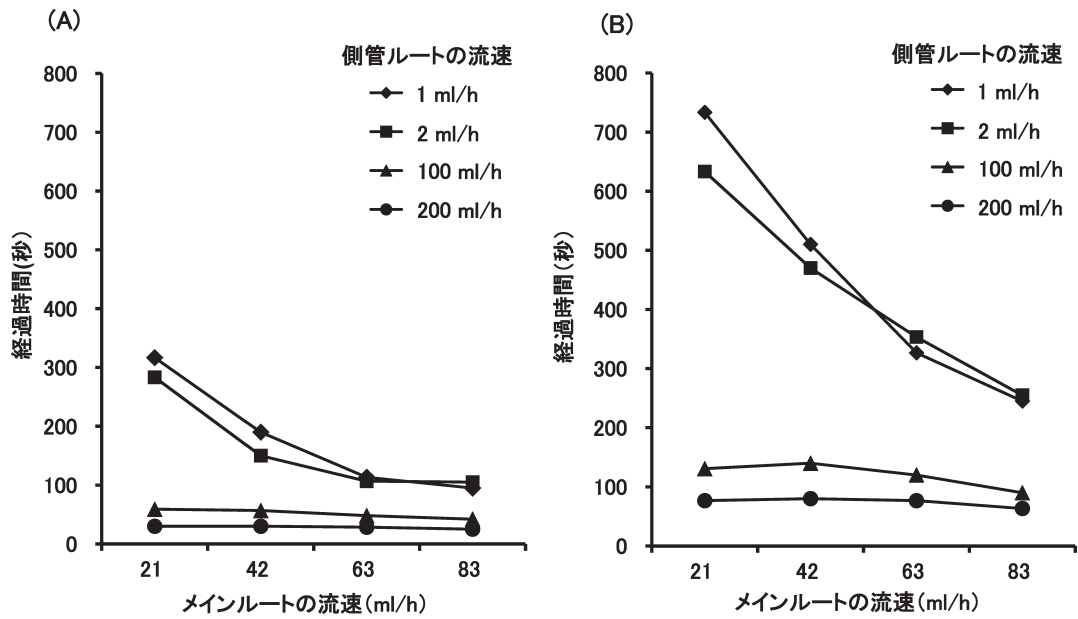 （A）
側管ルートの流速
1 ml/h
2 ml/h
100 ml/h
200 ml/h
800
700
600
500
400
300
200
100
0
経過時間(秒)
21 42 63 83
メインルートの流速（ml/h）
（B）
側管ルートの流速
1 ml/h
2 ml/h
100 ml/h
200 ml/h
800
700
600
500
400
300
200
100
0
経過時間（秒）
21 42 63 83
メインルートの流速（ml/h）